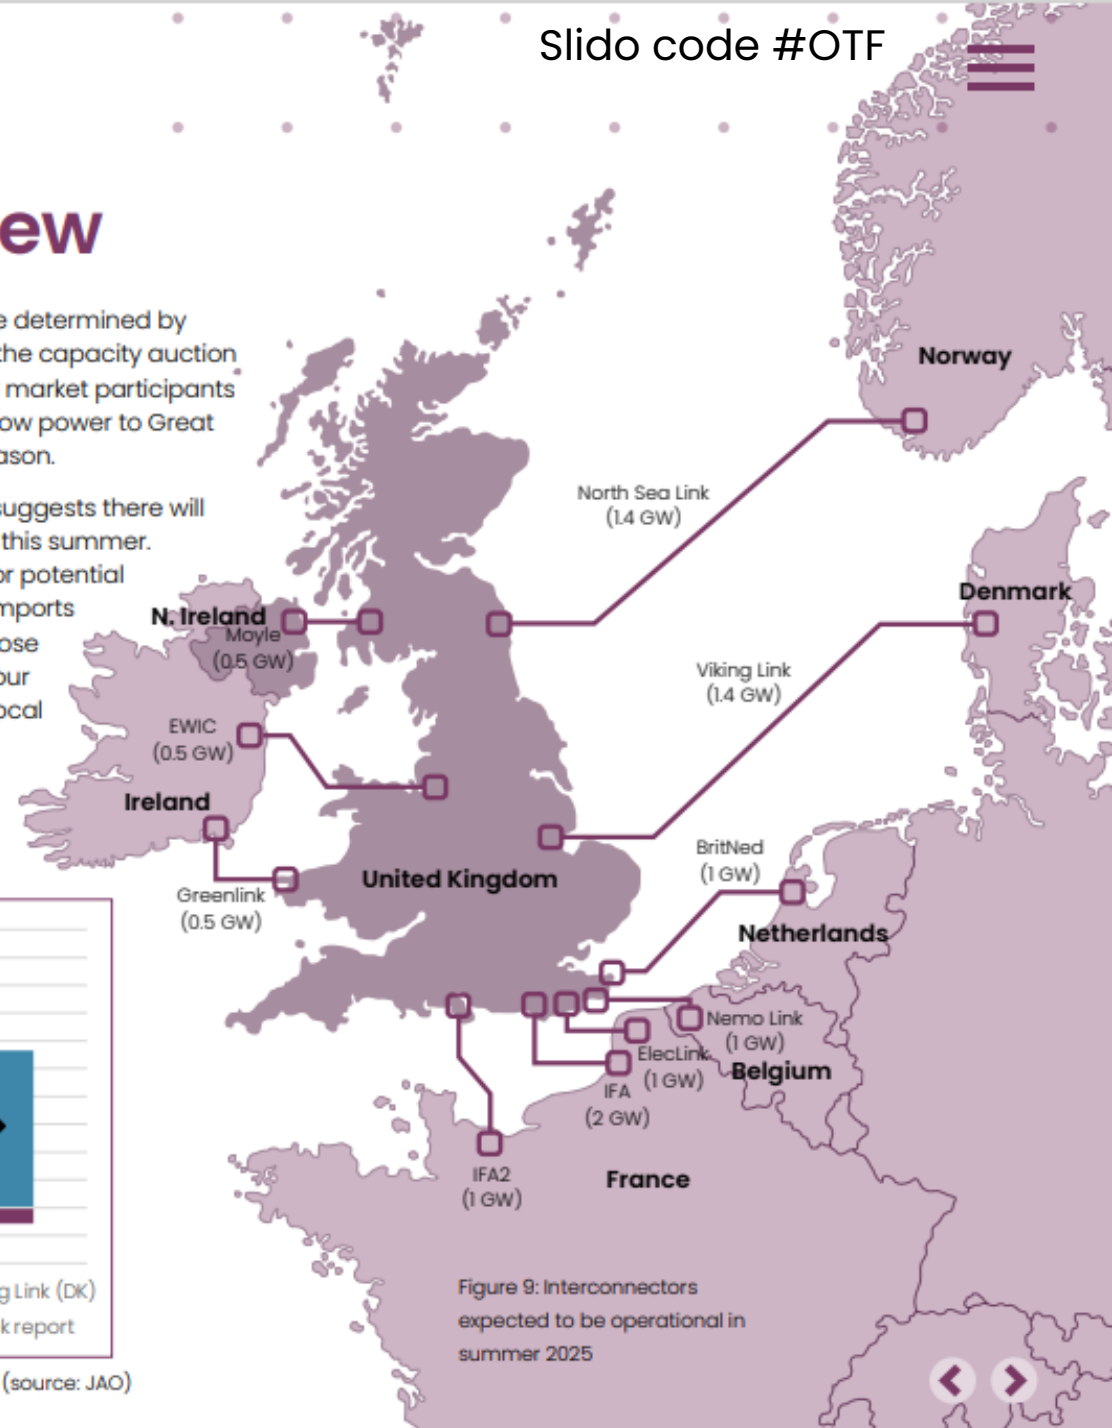 Slido code #OTF
ew
e determined by
the capacity auction
market participants
ow power to Great
ason.
suggests there will
this summer.
or potential
mports
ose
our
ocal
Norway
North Sea Link
(1.4 GW)
Denmark
N. Ireland
Moyle
(0.5 GW)
Viking Link
(1.4 GW)
EWIC
(0.5 GW)
Ireland
BritNed
(1 GW)
United Kingdom
Greenlink
(0.5 GW)
Netherlands
Nemo Link
(1 GW)
ElecLink
(1 GW)
Belgium
IFA
(2 GW)
IFA2
(1 GW)
France
Figure 9: Interconnectors
expected to be operational in
summer 2025
g Link (DK)
k report
(source: JAO)